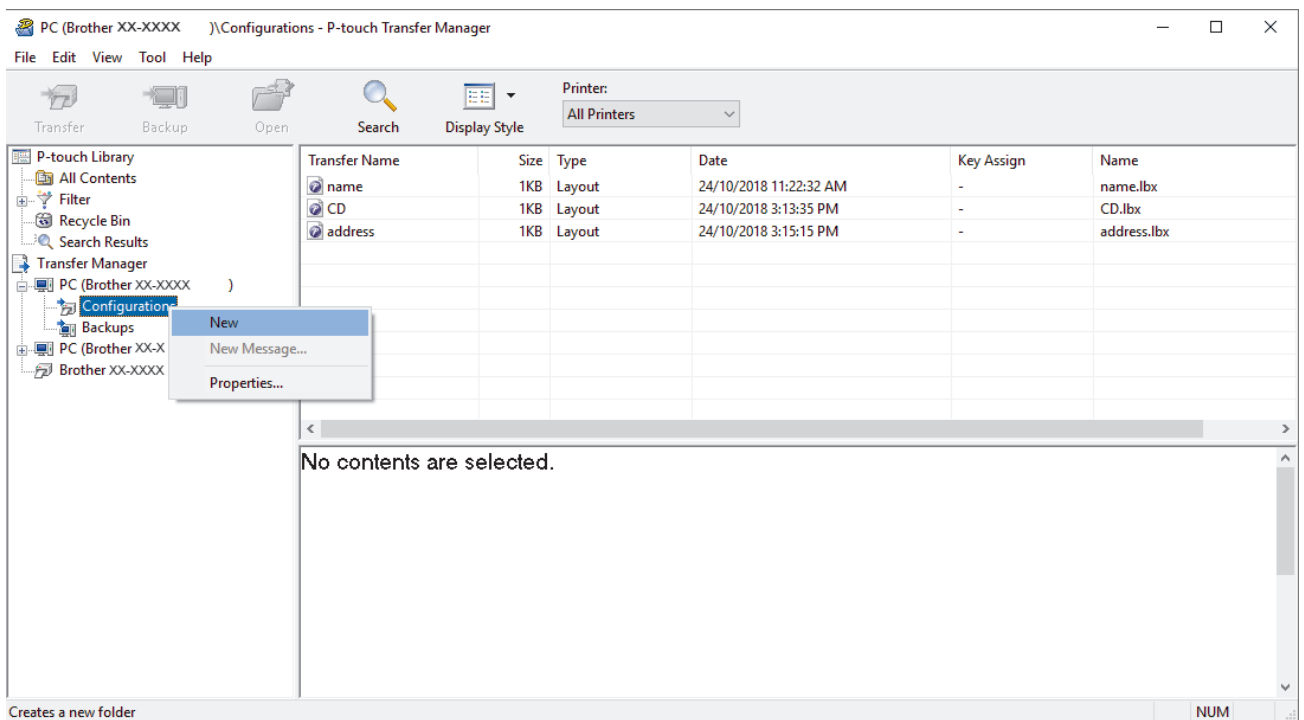 PC (Brother XX-XXXX )\Configurations - P-touch Transfer Manager
File Edit View Tool Help
Transfer Backup Open Search Display Style
Printer:
All Printers
P-touch Library
All Contents
Filter
Recycle Bin
Search Results
Transfer Manager
PC (Brother XX-XXXX )
Configurations
Backups
PC (Brother XX-X
Brother XX-XXXX
New
New Message...
Properties...
Transfer Name Size Type Date Key Assign Name
name 1KB Layout 24/10/2018 11:22:32 AM - name.lbx
CD 1KB Layout 24/10/2018 3:13:35 PM - CD.lbx
address 1KB Layout 24/10/2018 3:15:15 PM - address.lbx
No contents are selected.
Creates a new folder NUM